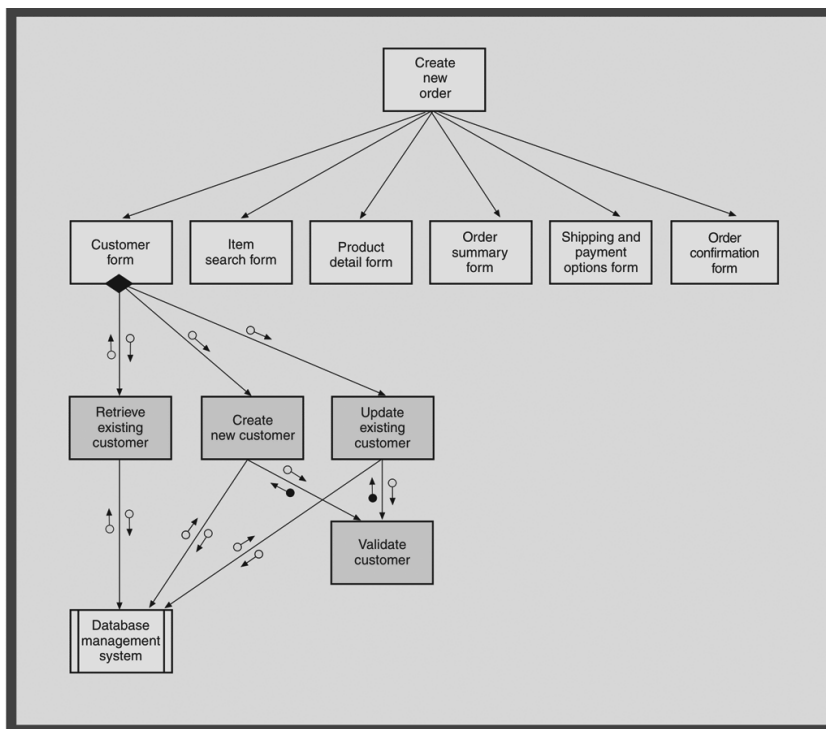 Create
new
order
Customer
form
Item
search form
Product
detail form
Order
summary
form
Shipping and
payment
options form
Order
confirmation
form
Retrieve
existing
customer
Create
new customer
Update
existing
customer
Validate
customer
Database
management
system